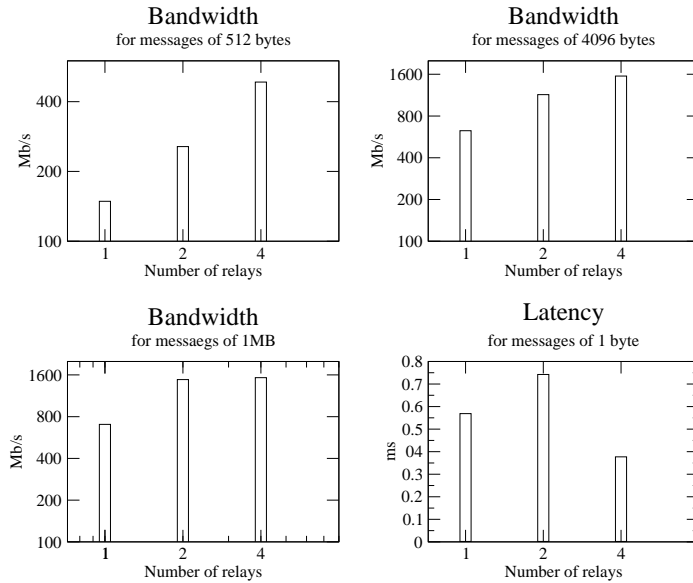 Bandwidth
for messages of 512 bytes
Mb/s
400
200
100
1 2 4
Number of relays
Bandwidth
for messages of 4096 bytes
Mb/s
1600
800
400
200
100
1 2 4
Number of relays
Bandwidth
for messaegs of 1MB
Mb/s
1600
800
400
200
100
1 2 4
Number of relays
Latency
for messages of 1 byte
ms
0.8
0.7
0.6
0.5
0.4
0.3
0.2
0.1
0
1 2 4
Number of relays